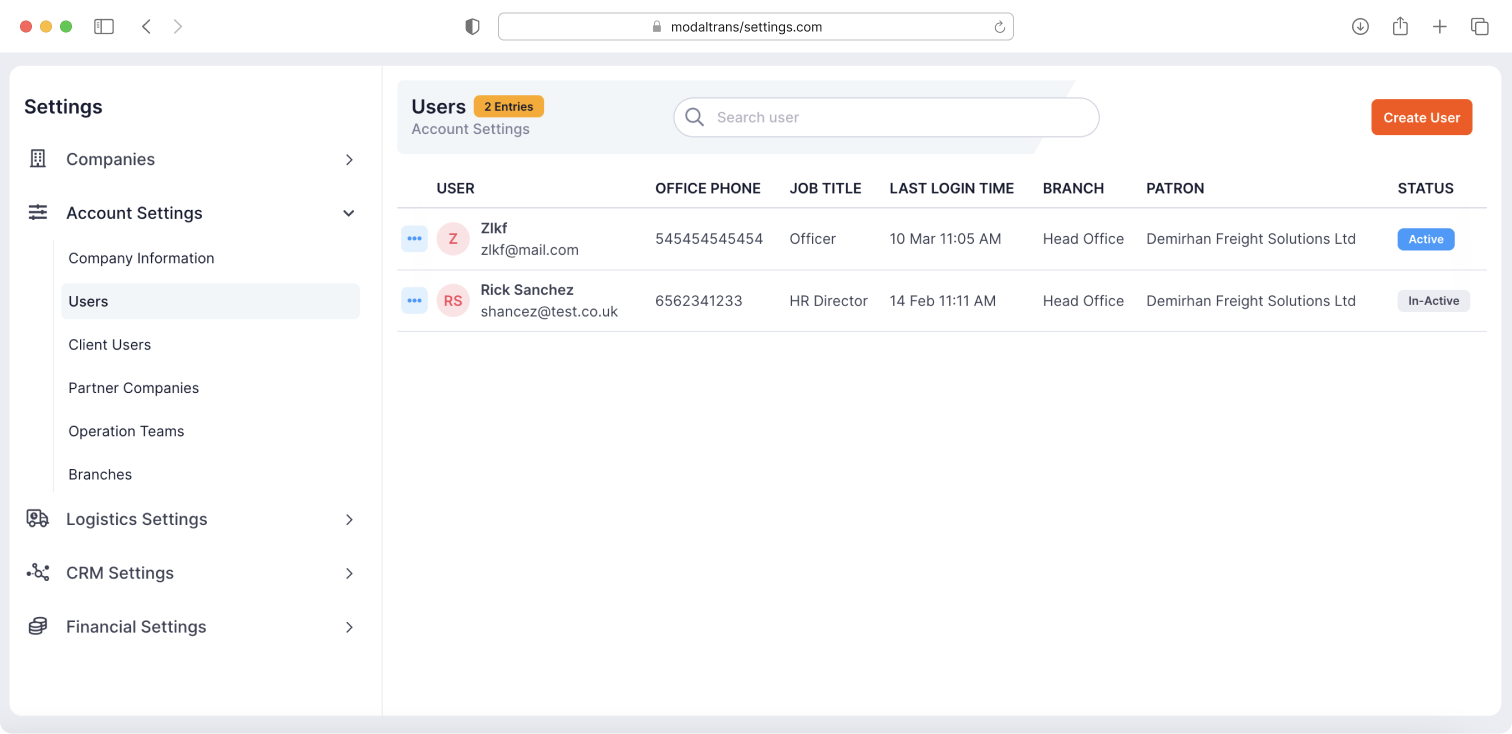 modaltrans/settings.com
Settings
Companies
Account Settings
Company Information
Users
Client Users
Partner Companies
Operation Teams
Branches
Logistics Settings
CRM Settings
Financial Settings
Users 2 Entries
Account Settings
Search user
Create User
USER OFFICE PHONE JOB TITLE LAST LOGIN TIME BRANCH PATRON STATUS
Z Zlkf
zlkf@mail.com 545454545454 Officer 10 Mar 11:05 AM Head Office Demirhan Freight Solutions Ltd Active
RS Rick Sanchez
shancez@test.co.uk 6562341233 HR Director 14 Feb 11:11 AM Head Office Demirhan Freight Solutions Ltd In-Active